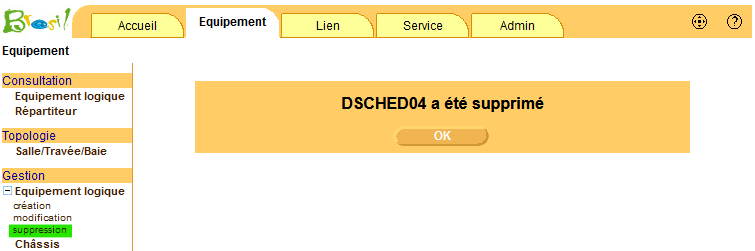 Brasil
Accueil
Equipement
Lien
Service
Admin
?
Equipement
Consultation
Equipement logique
Répartiteur
Topologie
Salle/Travée/Baie
Gestion
Equipement logique
création
modification
suppression
Châssis
DSCHED04 a été supprimé
OK